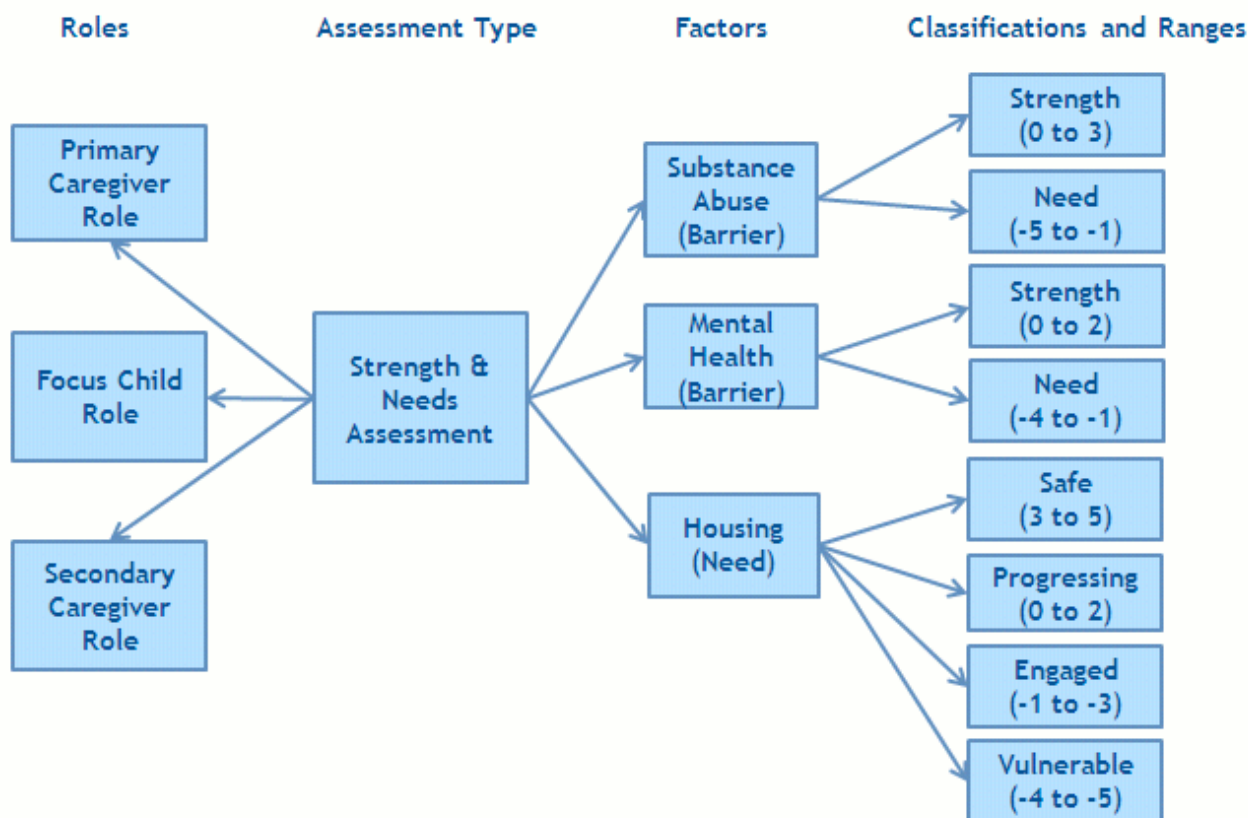 Roles
Assessment Type
Factors
Classifications and Ranges
Primary
Caregiver
Role
Focus Child
Role
Secondary
Caregiver
Role
Strength &
Needs
Assessment
Substance
Abuse
(Barrier)
Mental
Health
(Barrier)
Housing
(Need)
Strength
(0 to 3)
Need
(-5 to -1)
Strength
(0 to 2)
Need
(-4 to -1)
Safe
(3 to 5)
Progressing
(0 to 2)
Engaged
(-1 to -3)
Vulnerable
(-4 to -5)